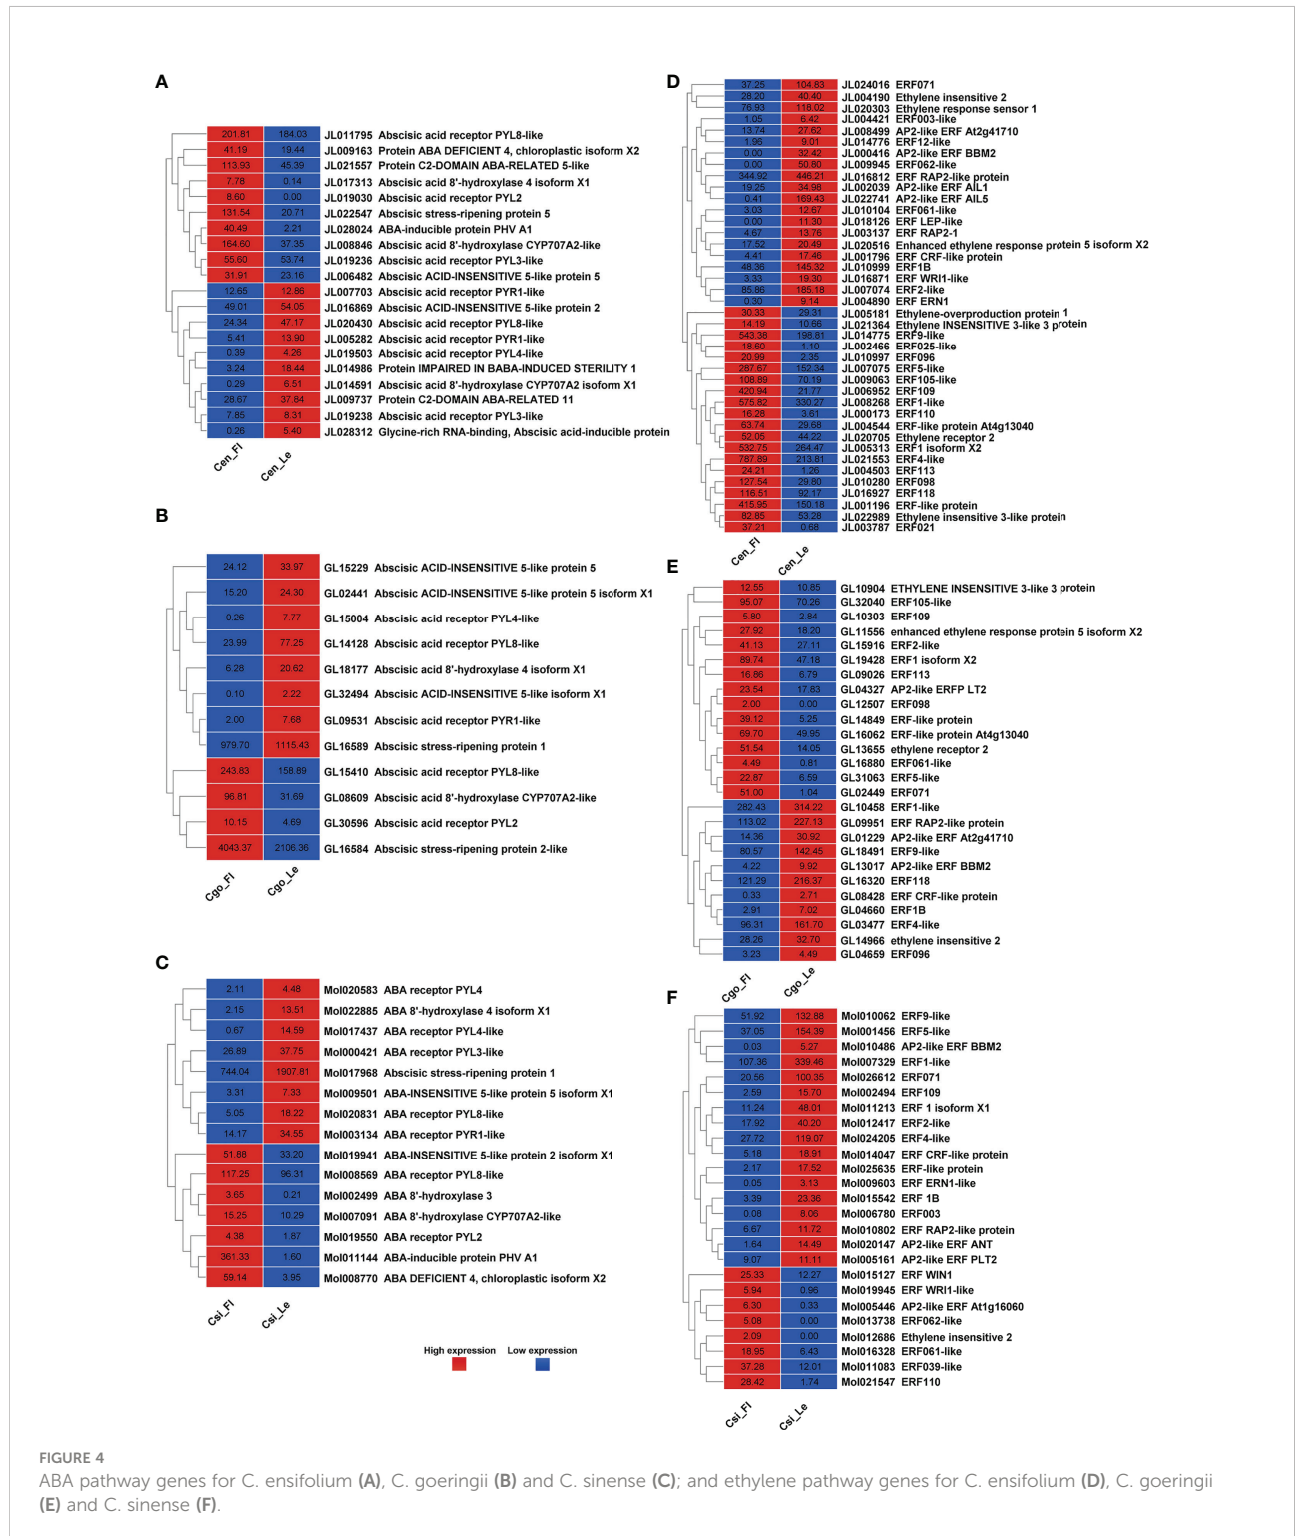 A
201.81 184.03 JL011795 Abscisic acid receptor PYL8-like
41.19 19.44 JL009163 Protein ABA DEFICIENT 4, chloroplastic isoform X2
113.93 45.39 JL021557 Protein C2-DOMAIN ABA-RELATED 5-like
7.78 0.14 JL017313 Abscisic acid 8'-hydroxylase 4 isoform X1
8.60 0.00 JL019030 Abscisic acid receptor PYL2
131.54 20.71 JL022547 Abscisic stress-ripening protein 5
40.49 2.21 JL028024 ABA-inducible protein PHV A1
164.60 37.35 JL008846 Abscisic acid 8'-hydroxylase CYP707A2-like
55.60 53.74 JL019236 Abscisic acid receptor PYL3-like
31.91 23.16 JL006482 Abscisic ACID-INSENSITIVE 5-like protein 5
12.65 12.86 JL007703 Abscisic acid receptor PYR1-like
49.01 54.05 JL016869 Abscisic ACID-INSENSITIVE 5-like protein 2
24.34 47.17 JL020430 Abscisic acid receptor PYL8-like
5.41 13.90 JL005282 Abscisic acid receptor PYR1-like
0.39 4.26 JL019503 Abscisic acid receptor PYL4-like
3.24 18.44 JL014986 Protein IMPAIRED IN BABA-INDUCED STERILITY 1
0.29 6.51 JL014591 Abscisic acid 8'-hydroxylase CYP707A2 isoform X1
28.67 37.84 JL009737 Protein C2-DOMAIN ABA-RELATED 11
7.85 8.31 JL019238 Abscisic acid receptor PYL3-like
0.26 5.40 JL028312 Glycine-rich RNA-binding, Abscisic acid-inducible protein
Cen_Fl Cen_Le
B
24.12 33.97 GL15229 Abscisic ACID-INSENSITIVE 5-like protein 5
15.20 24.30 GL02441 Abscisic ACID-INSENSITIVE 5-like protein 5 isoform X1
0.26 7.77 GL15004 Abscisic acid receptor PYL4-like
23.99 77.25 GL14128 Abscisic acid receptor PYL8-like
6.28 20.62 GL18177 Abscisic acid 8'-hydroxylase 4 isoform X1
0.10 2.22 GL32494 Abscisic ACID-INSENSITIVE 5-like isoform X1
2.00 7.68 GL09531 Abscisic acid receptor PYR1-like
979.70 1115.43 GL16589 Abscisic stress-ripening protein 1
243.83 158.89 GL15410 Abscisic acid receptor PYL8-like
96.81 31.69 GL08609 Abscisic acid 8'-hydroxylase CYP707A2-like
10.15 4.69 GL30596 Abscisic acid receptor PYL2
4043.37 2106.36 GL16584 Abscisic stress-ripening protein 2-like
Cgo_Fl Cgo_Le
C
2.11 4.48 Mol020583 ABA receptor PYL4
2.15 13.51 Mol022885 ABA 8'-hydroxylase 4 isoform X1
0.67 14.59 Mol017437 ABA receptor PYL4-like
26.89 37.75 Mol000421 ABA receptor PYL3-like
744.04 1907.81 Mol017968 Abscisic stress-ripening protein 1
3.31 7.33 Mol009501 ABA-INSENSITIVE 5-like protein 5 isoform X1
5.05 18.22 Mol020831 ABA receptor PYL8-like
14.17 34.55 Mol003134 ABA receptor PYR1-like
51.88 33.20 Mol019941 ABA-INSENSITIVE 5-like protein 2 isoform X1
117.25 96.31 Mol008569 ABA receptor PYL8-like
3.65 0.21 Mol002499 ABA 8'-hydroxylase 3
15.25 10.29 Mol007091 ABA 8'-hydroxylase CYP707A2-like
4.38 1.87 Mol019550 ABA receptor PYL2
361.33 1.60 Mol011144 ABA-inducible protein PHV A1
59.14 3.95 Mol008770 ABA DEFICIENT 4, chloroplastic isoform X2
Csi_Fl Csi_Le
High expression Low expression
D
37.25 104.83 JL024016 ERF071
28.20 40.40 JL004190 Ethylene insensitive 2
76.93 118.02 JL020303 Ethylene response sensor 1
1.05 6.42 JL004421 ERF003-like
13.74 27.62 JL008499 AP2-like ERF At2g41710
1.96 9.01 JL014776 ERF12-like
0.00 32.42 JL000416 AP2-like ERF BBM2
0.00 50.80 JL009945 ERF062-like
344.92 446.21 JL016812 ERF RAP2-like protein
19.25 34.98 JL002039 AP2-like ERF AIL1
0.41 169.43 JL022741 AP2-like ERF AIL5
3.03 12.67 JL010104 ERF061-like
0.00 11.30 JL018126 ERF LEP-like
4.67 13.76 JL003137 ERF RAP2-1
17.52 20.49 JL020516 Enhanced ethylene response protein 5 isoform X2
4.41 17.46 JL001796 ERF CRF-like protein
48.36 145.32 JL010999 ERF1B
3.33 19.30 JL016871 ERF WRI1-like
85.86 185.18 JL007074 ERF2-like
0.30 9.14 JL004890 ERF ERN1
30.33 29.31 JL005181 Ethylene-overproduction protein 1
14.19 10.66 JL021364 Ethylene INSENSITIVE 3-like 3 protein
543.38 198.81 JL014775 ERF9-like
18.60 1.10 JL002466 ERF025-like
20.99 2.35 JL010997 ERF096
287.67 152.34 JL007075 ERF5-like
108.89 70.19 JL009063 ERF105-like
420.94 21.77 JL006952 ERF109
575.82 330.27 JL008268 ERF1-like
16.28 3.61 JL000173 ERF110
63.74 29.68 JL004544 ERF-like protein At4g13040
52.05 44.22 JL020705 Ethylene receptor 2
532.75 264.47 JL005313 ERF1 isoform X2
787.89 213.81 JL021553 ERF4-like
24.21 1.26 JL004503 ERF113
127.54 29.80 JL010280 ERF098
116.51 92.17 JL016927 ERF118
415.95 150.18 JL001196 ERF-like protein
82.85 53.28 JL022989 Ethylene insensitive 3-like protein
37.21 0.68 JL003787 ERF021
Cen_Fl Cen_Le
E
12.55 10.85 GL10904 ETHYLENE INSENSITIVE 3-like 3 protein
95.07 70.26 GL32040 ERF105-like
5.80 2.84 GL10303 ERF109
27.92 18.20 GL11556 enhanced ethylene response protein 5 isoform X2
41.13 27.11 GL15916 ERF2-like
89.74 47.18 GL19428 ERF1 isoform X2
16.86 6.79 GL09026 ERF113
23.54 17.83 GL04327 AP2-like ERFP LT2
2.00 0.00 GL12507 ERF098
39.12 5.25 GL14849 ERF-like protein
69.70 49.95 GL16062 ERF-like protein At4g13040
51.54 14.05 GL13655 ethylene receptor 2
4.49 0.81 GL16880 ERF061-like
22.87 6.59 GL31063 ERF5-like
51.00 1.04 GL02449 ERF071
282.43 314.22 GL10458 ERF1-like
113.02 227.13 GL09951 ERF RAP2-like protein
14.36 30.92 GL01229 AP2-like ERF At2g41710
80.57 142.45 GL18491 ERF9-like
4.22 9.92 GL13017 AP2-like ERF BBM2
121.29 216.37 GL16320 ERF118
0.33 2.71 GL08428 ERF CRF-like protein
2.91 7.02 GL04660 ERF1B
96.31 161.70 GL03477 ERF4-like
28.26 32.70 GL14966 ethylene insensitive 2
3.23 4.49 GL04659 ERF096
Cgo_Fl Cgo_Le
F
51.92 132.88 Mol010062 ERF9-like
37.05 154.39 Mol001456 ERF5-like
0.03 5.27 Mol010486 AP2-like ERF BBM2
107.36 339.46 Mol007329 ERF1-like
20.56 100.35 Mol026612 ERF071
2.59 15.70 Mol002494 ERF109
11.24 48.01 Mol011213 ERF 1 isoform X1
17.92 40.20 Mol012417 ERF2-like
27.72 119.07 Mol024205 ERF4-like
5.18 18.91 Mol014047 ERF CRF-like protein
2.17 17.52 Mol025635 ERF-like protein
0.05 3.13 Mol009603 ERF ERN1-like
3.39 23.36 Mol015542 ERF 1B
0.08 8.06 Mol006780 ERF003
6.67 11.72 Mol010802 ERF RAP2-like protein
1.64 14.49 Mol020147 AP2-like ERF ANT
9.07 11.11 Mol005161 AP2-like ERF PLT2
25.33 12.27 Mol015127 ERF WIN1
5.94 0.96 Mol019945 ERF WRI1-like
6.30 0.33 Mol005446 AP2-like ERF At1g16060
5.08 0.00 Mol013738 ERF062-like
2.09 0.00 Mol012686 Ethylene insensitive 2
18.95 6.43 Mol016328 ERF061-like
37.28 12.01 Mol011083 ERF039-like
28.42 1.74 Mol021547 ERF110
Csi_Fl Csi_Le
FIGURE 4
ABA pathway genes for C. ensifolium (A), C. goeringii (B) and C. sinense (C); and ethylene pathway genes for C. ensifolium (D), C. goeringii
(E) and C. sinense (F).